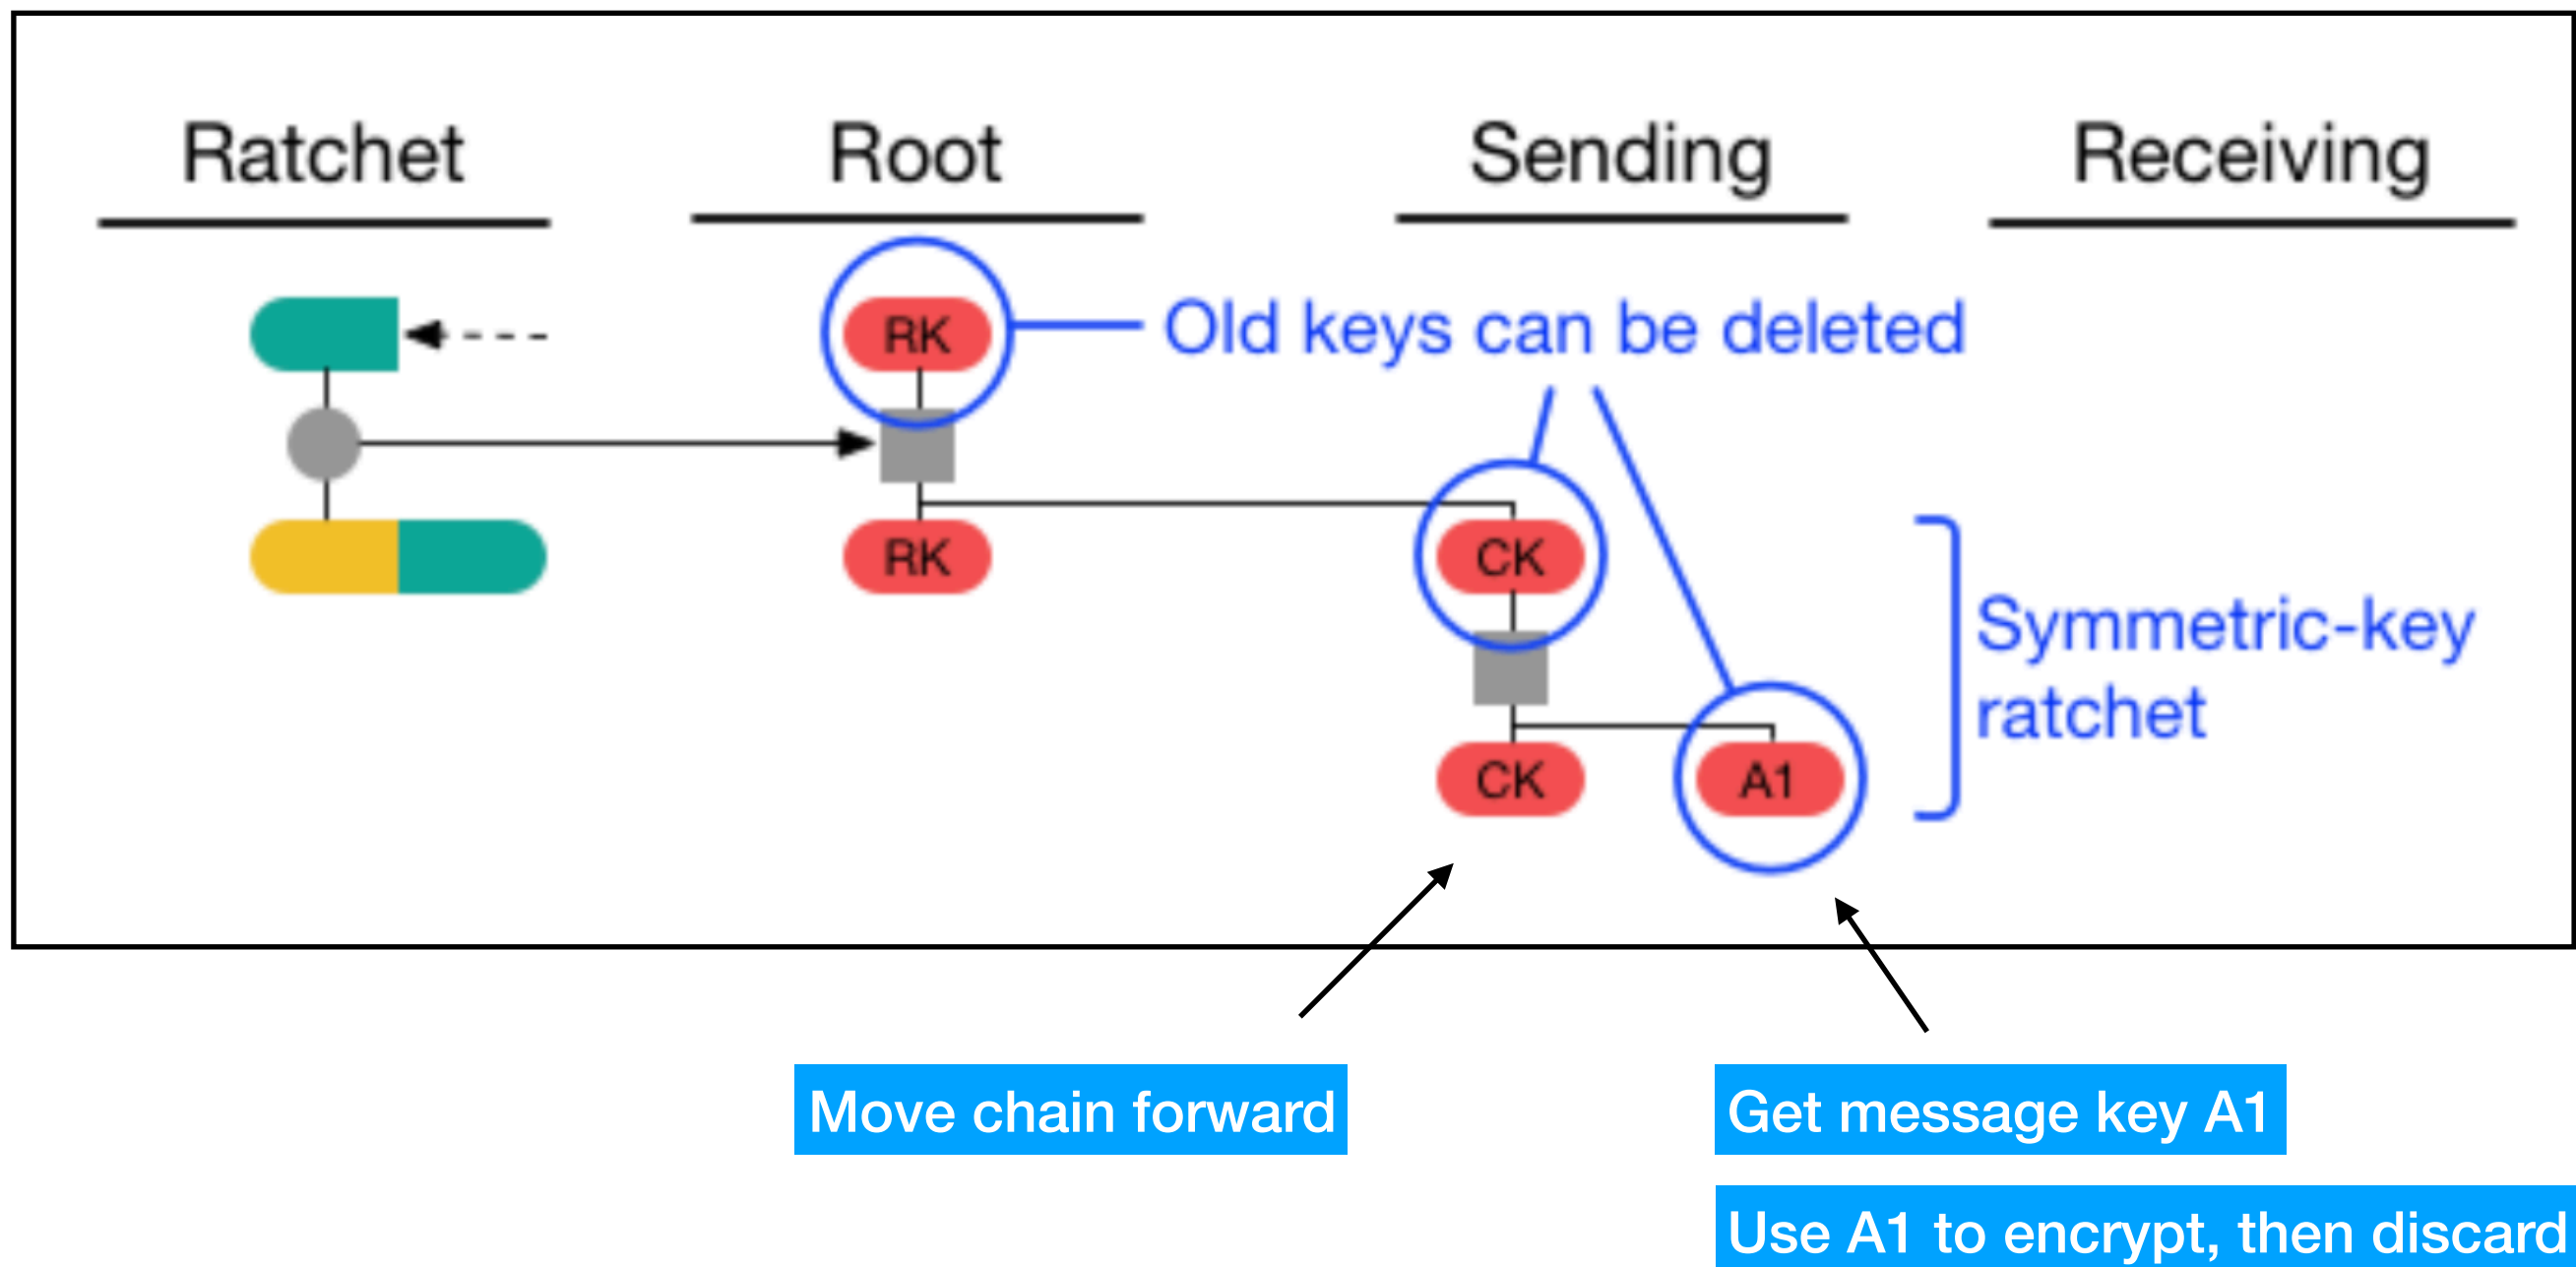 Ratchet
Root
Sending
Receiving
RK
Old keys can be deleted
RK
CK
Symmetric-key
ratchet
CK
A1
Move chain forward
Get message key A1
Use A1 to encrypt, then discard